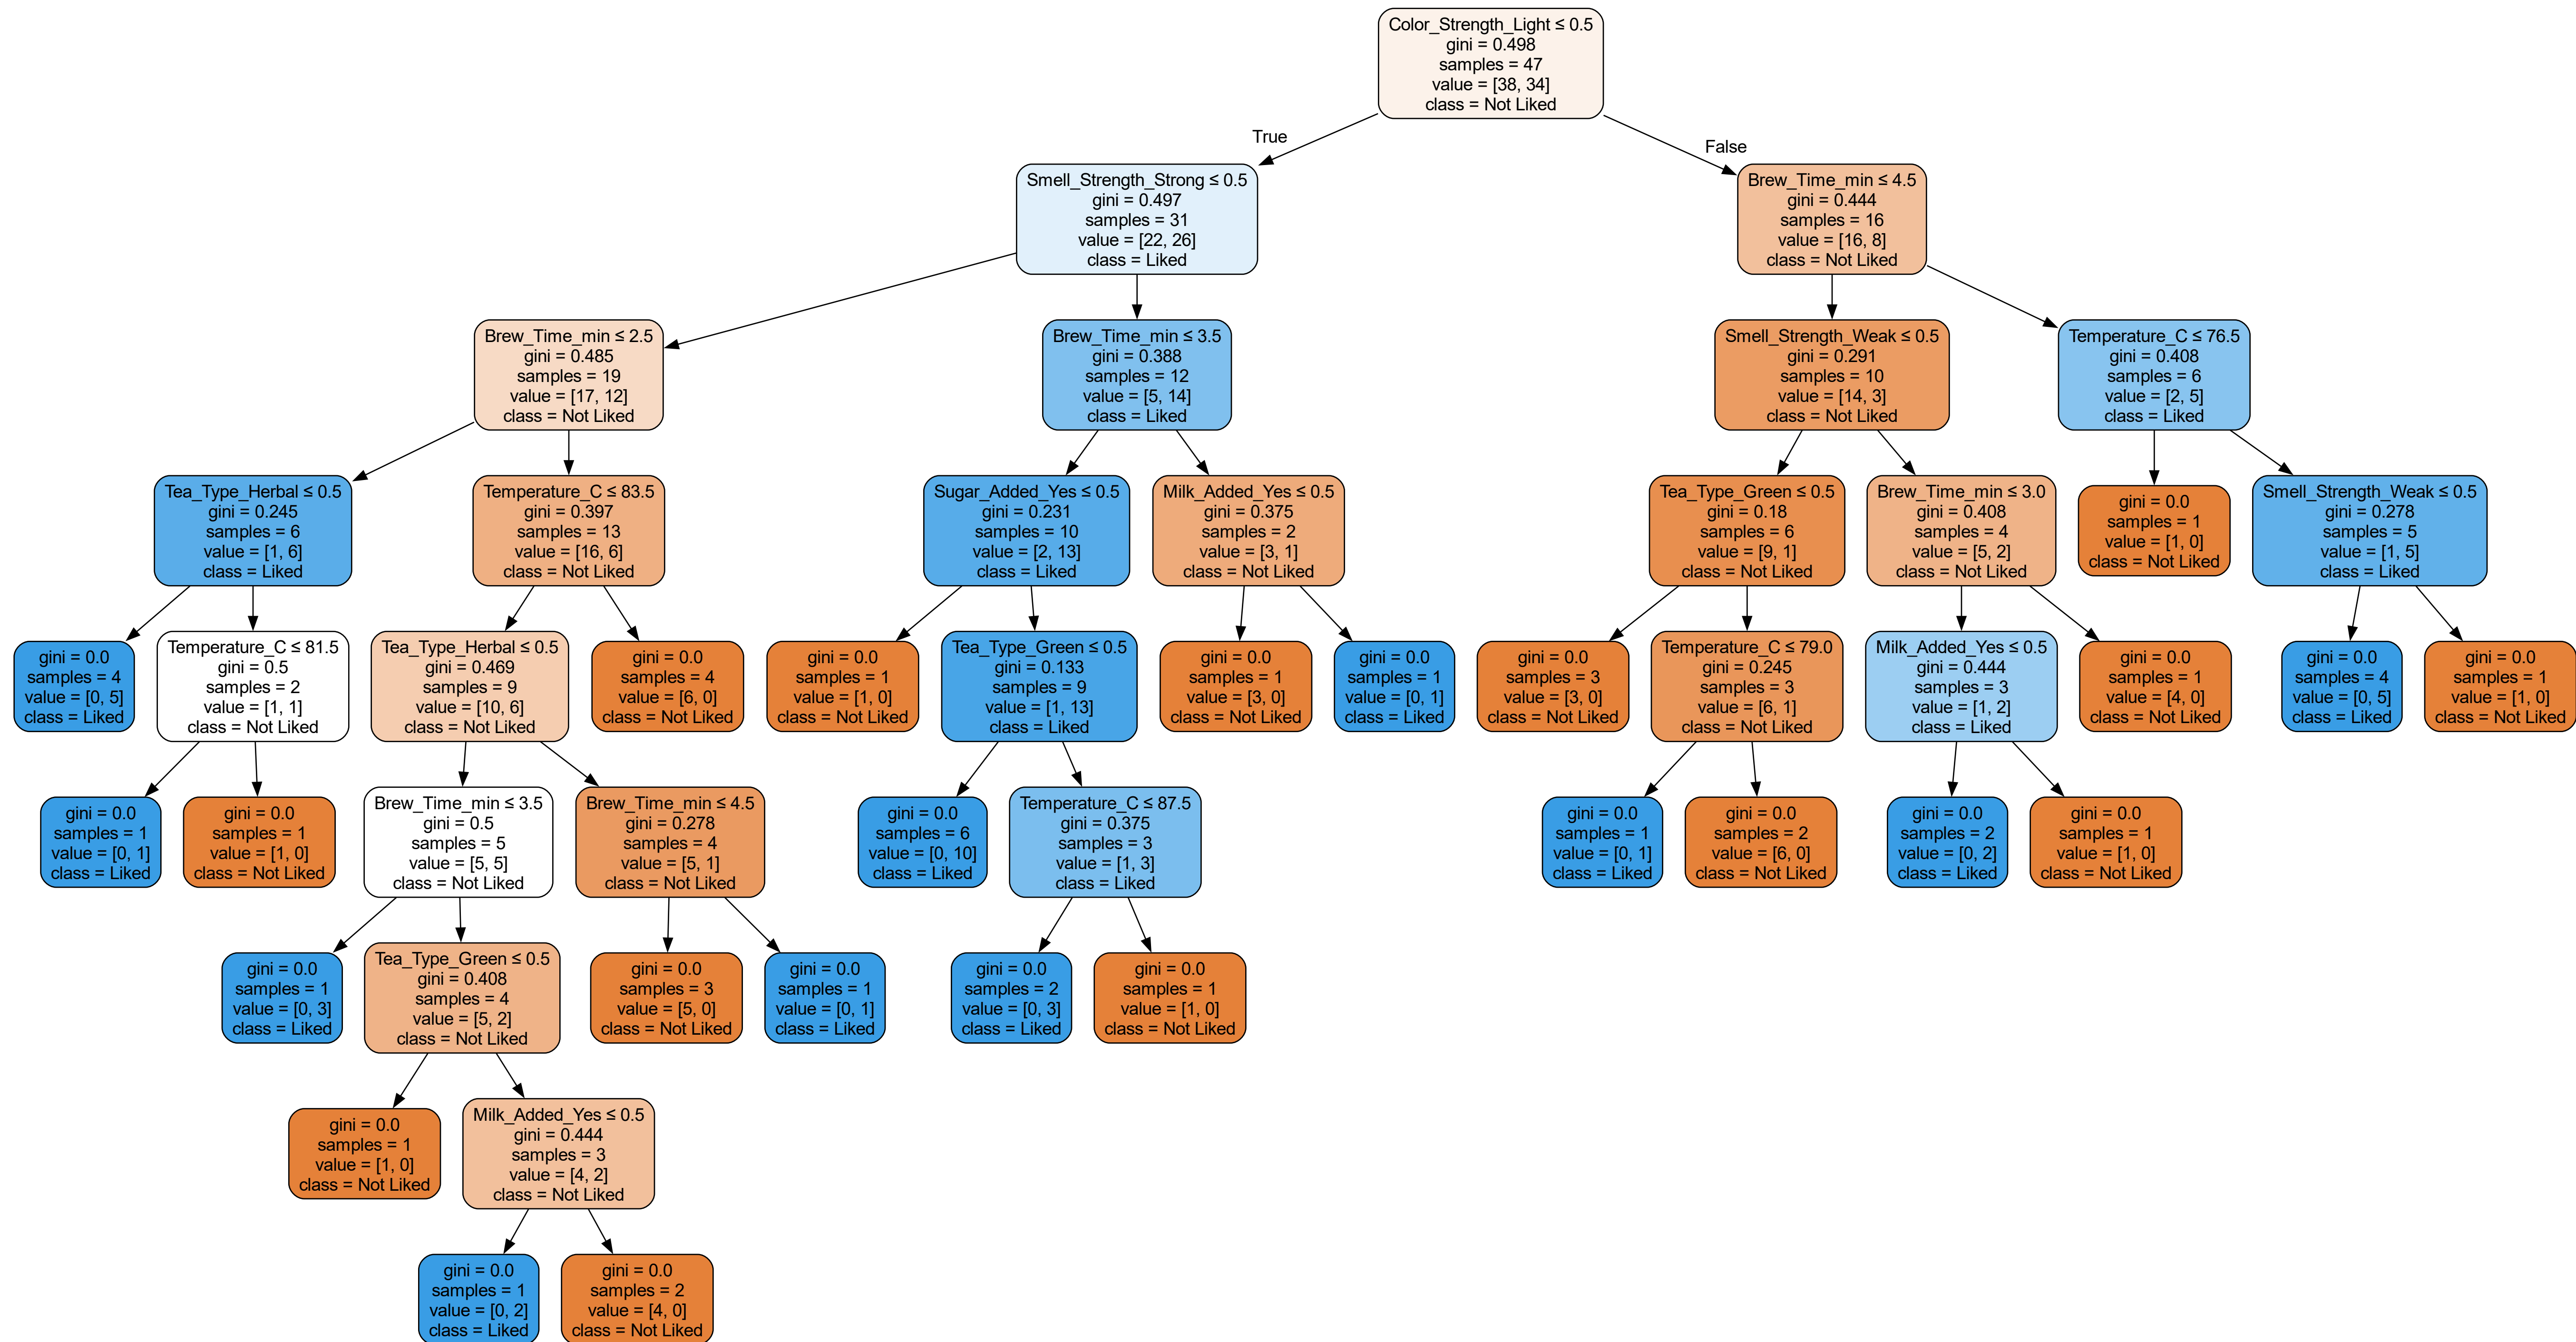 Color_Strength_Light ≤ 0.5
gini = 0.498
samples = 47
value = [38, 34]
class = Not Liked
True
False
Smell_Strength_Strong ≤ 0.5
gini = 0.497
samples = 31
value = [22, 26]
class = Liked
Brew_Time_min ≤ 4.5
gini = 0.444
samples = 16
value = [16, 8]
class = Not Liked
Brew_Time_min ≤ 2.5
gini = 0.485
samples = 19
value = [17, 12]
class = Not Liked
Brew_Time_min ≤ 3.5
gini = 0.388
samples = 12
value = [5, 14]
class = Liked
Smell_Strength_Weak ≤ 0.5
gini = 0.291
samples = 10
value = [14, 3]
class = Not Liked
Temperature_C ≤ 76.5
gini = 0.408
samples = 6
value = [2, 5]
class = Liked
Tea_Type_Herbal ≤ 0.5
gini = 0.245
samples = 6
value = [1, 6]
class = Liked
Temperature_C ≤ 83.5
gini = 0.397
samples = 13
value = [16, 6]
class = Not Liked
Sugar_Added_Yes ≤ 0.5
gini = 0.231
samples = 10
value = [2, 13]
class = Liked
Milk_Added_Yes ≤ 0.5
gini = 0.375
samples = 2
value = [3, 1]
class = Not Liked
Tea_Type_Green ≤ 0.5
gini = 0.18
samples = 6
value = [9, 1]
class = Not Liked
Brew_Time_min ≤ 3.0
gini = 0.408
samples = 4
value = [5, 2]
class = Not Liked
gini = 0.0
samples = 1
value = [1, 0]
class = Not Liked
Smell_Strength_Weak ≤ 0.5
gini = 0.278
samples = 5
value = [1, 5]
class = Liked
gini = 0.0
samples = 4
value = [0, 5]
class = Liked
Temperature_C ≤ 81.5
gini = 0.5
samples = 2
value = [1, 1]
class = Not Liked
Tea_Type_Herbal ≤ 0.5
gini = 0.469
samples = 9
value = [10, 6]
class = Not Liked
gini = 0.0
samples = 4
value = [6, 0]
class = Not Liked
gini = 0.0
samples = 1
value = [1, 0]
class = Not Liked
Tea_Type_Green ≤ 0.5
gini = 0.133
samples = 9
value = [1, 13]
class = Liked
gini = 0.0
samples = 1
value = [3, 0]
class = Not Liked
gini = 0.0
samples = 1
value = [0, 1]
class = Liked
gini = 0.0
samples = 3
value = [3, 0]
class = Not Liked
Temperature_C ≤ 79.0
gini = 0.245
samples = 3
value = [6, 1]
class = Not Liked
Milk_Added_Yes ≤ 0.5
gini = 0.444
samples = 3
value = [1, 2]
class = Liked
gini = 0.0
samples = 1
value = [4, 0]
class = Not Liked
gini = 0.0
samples = 4
value = [0, 5]
class = Liked
gini = 0.0
samples = 1
value = [1, 0]
class = Not Liked
gini = 0.0
samples = 1
value = [0, 1]
class = Liked
gini = 0.0
samples = 1
value = [1, 0]
class = Not Liked
Brew_Time_min ≤ 3.5
gini = 0.5
samples = 5
value = [5, 5]
class = Not Liked
Brew_Time_min ≤ 4.5
gini = 0.278
samples = 4
value = [5, 1]
class = Not Liked
gini = 0.0
samples = 6
value = [0, 10]
class = Liked
Temperature_C ≤ 87.5
gini = 0.375
samples = 3
value = [1, 3]
class = Liked
gini = 0.0
samples = 1
value = [0, 1]
class = Liked
gini = 0.0
samples = 2
value = [6, 0]
class = Not Liked
gini = 0.0
samples = 2
value = [0, 2]
class = Liked
gini = 0.0
samples = 1
value = [1, 0]
class = Not Liked
gini = 0.0
samples = 1
value = [0, 3]
class = Liked
Tea_Type_Green ≤ 0.5
gini = 0.408
samples = 4
value = [5, 2]
class = Not Liked
gini = 0.0
samples = 3
value = [5, 0]
class = Not Liked
gini = 0.0
samples = 1
value = [0, 1]
class = Liked
gini = 0.0
samples = 2
value = [0, 3]
class = Liked
gini = 0.0
samples = 1
value = [1, 0]
class = Not Liked
gini = 0.0
samples = 1
value = [1, 0]
class = Not Liked
Milk_Added_Yes ≤ 0.5
gini = 0.444
samples = 3
value = [4, 2]
class = Not Liked
gini = 0.0
samples = 1
value = [0, 2]
class = Liked
gini = 0.0
samples = 2
value = [4, 0]
class = Not Liked